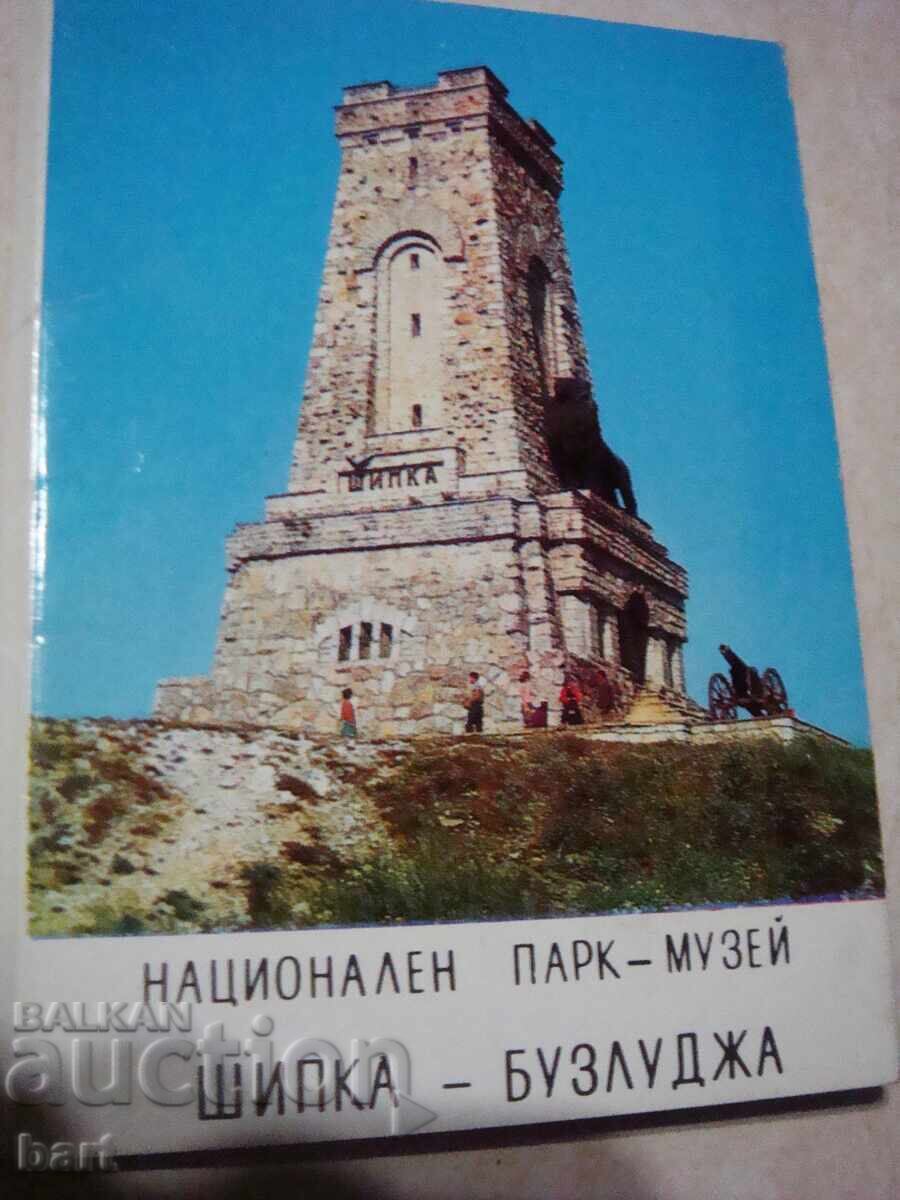 ШИПКА
НАЦИОНАЛЕН ПАРК-МУЗЕЙ
ШИПКА - БУЗЛУДЖА
BALKAN
auction
bart.